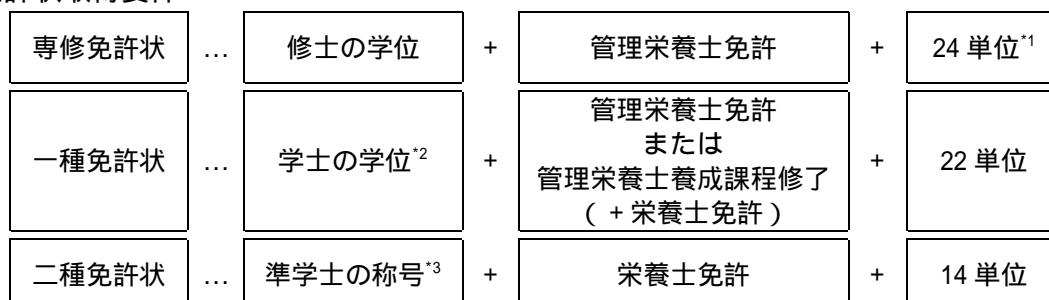 専修免許状 … 修士の学位 + 管理栄養士免許 + 24 単位*1
一種免許状 … 学士の学位*2 + 管理栄養士免許
または
管理栄養士養成課程修了
( + 栄養士免許 ) + 22 単位
二種免許状 … 準学士の称号*3 + 栄養士免許 + 14 単位